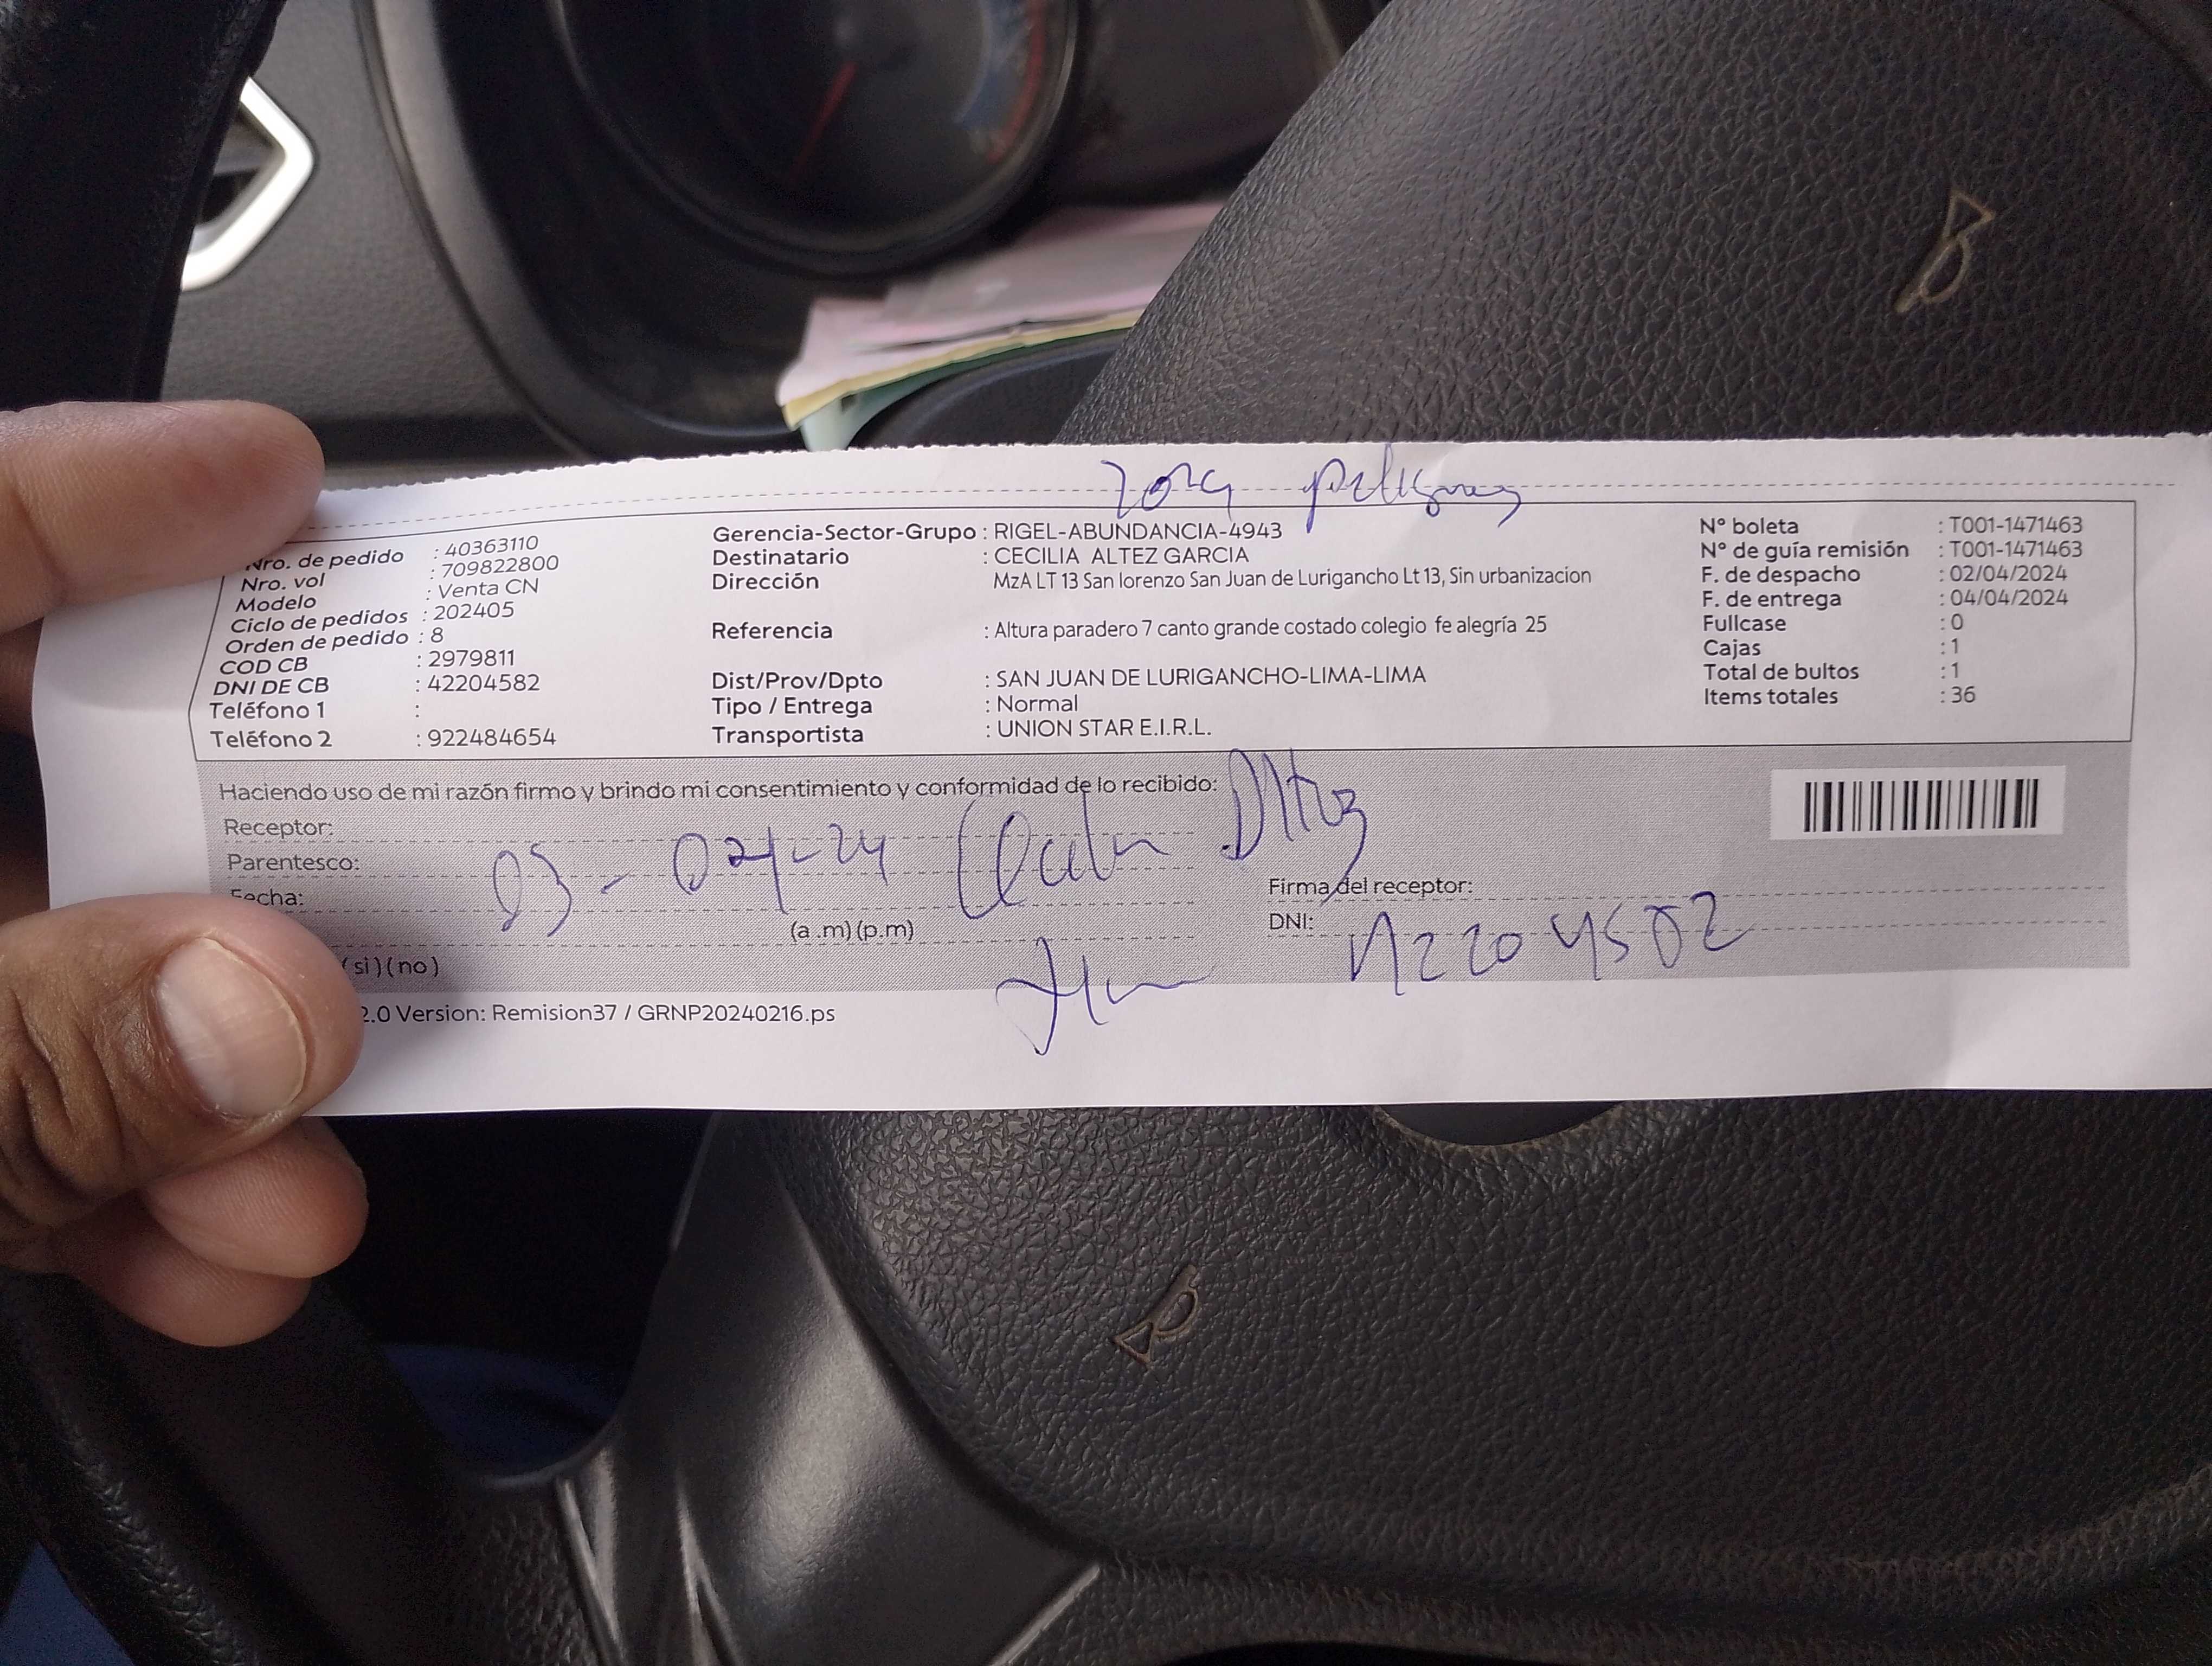 zona peligrosa
Nro. de pedido : 40363110
Nro. vol : 709822800
Modelo : Venta CN
Ciclo de pedidos : 202405
Orden de pedido : 8
COD CB : 2979811
DNI DE CB : 42204582
Teléfono 1 :
Teléfono 2 : 922484654
Gerencia-Sector-Grupo : RIGEL-ABUNDANCIA-4943
Destinatario : CECILIA ALTEZ GARCIA
Dirección MzA LT 13 San lorenzo San Juan de Lurigancho Lt 13, Sin urbanizacion
Referencia : Altura paradero 7 canto grande costado colegio fe alegría 25
Dist/Prov/Dpto : SAN JUAN DE LURIGANCHO-LIMA-LIMA
Tipo / Entrega : Normal
Transportista : UNION STAR E.I.R.L.
N° boleta : T001-1471463
N° de guía remisión : T001-1471463
F. de despacho : 02/04/2024
F. de entrega : 04/04/2024
Fullcase : 0
Cajas : 1
Total de bultos : 1
Items totales : 36
Haciendo uso de mi razón firmo y brindo mi consentimiento y conformidad de lo recibido:
Receptor:
Parentesco:
Fecha:
03-04-24 Altez
(a .m) (p.m)
(si) (no)
Firma del receptor:
DNI: 42204582
2.0 Version: Remision37 / GRNP20240216.ps